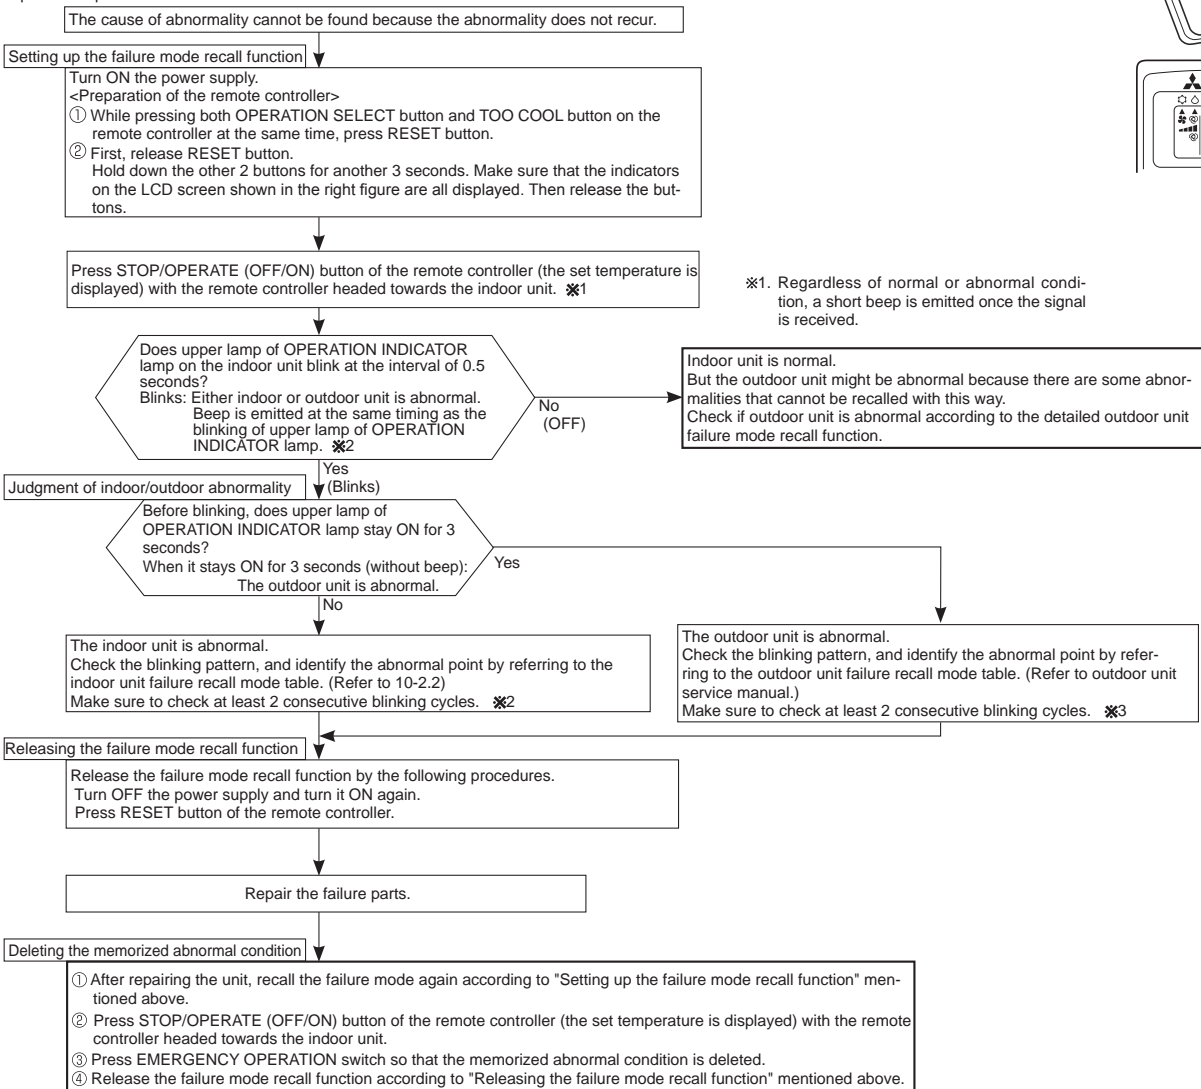 The cause of abnormality cannot be found because the abnormality does not recur.
Setting up the failure mode recall function
Turn ON the power supply.
<Preparation of the remote controller>
① While pressing both OPERATION SELECT button and TOO COOL button on the
remote controller at the same time, press RESET button.
② First, release RESET button.
Hold down the other 2 buttons for another 3 seconds. Make sure that the indicators
on the LCD screen shown in the right figure are all displayed. Then release the but-
tons.
Press STOP/OPERATE (OFF/ON) button of the remote controller (the set temperature is
displayed) with the remote controller headed towards the indoor unit. ※1
※1. Regardless of normal or abnormal condi-
tion, a short beep is emitted once the signal
is received.
Does upper lamp of OPERATION INDICATOR
lamp on the indoor unit blink at the interval of 0.5
seconds?
Blinks: Either indoor or outdoor unit is abnormal.
Beep is emitted at the same timing as the
blinking of upper lamp of OPERATION
INDICATOR lamp. ※2
No
(OFF)
Indoor unit is normal.
But the outdoor unit might be abnormal because there are some abnor-
malities that cannot be recalled with this way.
Check if outdoor unit is abnormal according to the detailed outdoor unit
failure mode recall function.
Yes
(Blinks)
Judgment of indoor/outdoor abnormality
Before blinking, does upper lamp of
OPERATION INDICATOR lamp stay ON for 3
seconds?
When it stays ON for 3 seconds (without beep):
The outdoor unit is abnormal.
Yes
No
The indoor unit is abnormal.
Check the blinking pattern, and identify the abnormal point by referring to the
indoor unit failure recall mode table. (Refer to 10-2.2)
Make sure to check at least 2 consecutive blinking cycles. ※2
The outdoor unit is abnormal.
Check the blinking pattern, and identify the abnormal point by refer-
ring to the outdoor unit failure recall mode table. (Refer to outdoor unit
service manual.)
Make sure to check at least 2 consecutive blinking cycles. ※3
Releasing the failure mode recall function
Release the failure mode recall function by the following procedures.
Turn OFF the power supply and turn it ON again.
Press RESET button of the remote controller.
Repair the failure parts.
Deleting the memorized abnormal condition
① After repairing the unit, recall the failure mode again according to "Setting up the failure mode recall function" men-
tioned above.
② Press STOP/OPERATE (OFF/ON) button of the remote controller (the set temperature is displayed) with the remote
controller headed towards the indoor unit.
③ Press EMERGENCY OPERATION switch so that the memorized abnormal condition is deleted.
④ Release the failure mode recall function according to "Releasing the failure mode recall function" mentioned above.